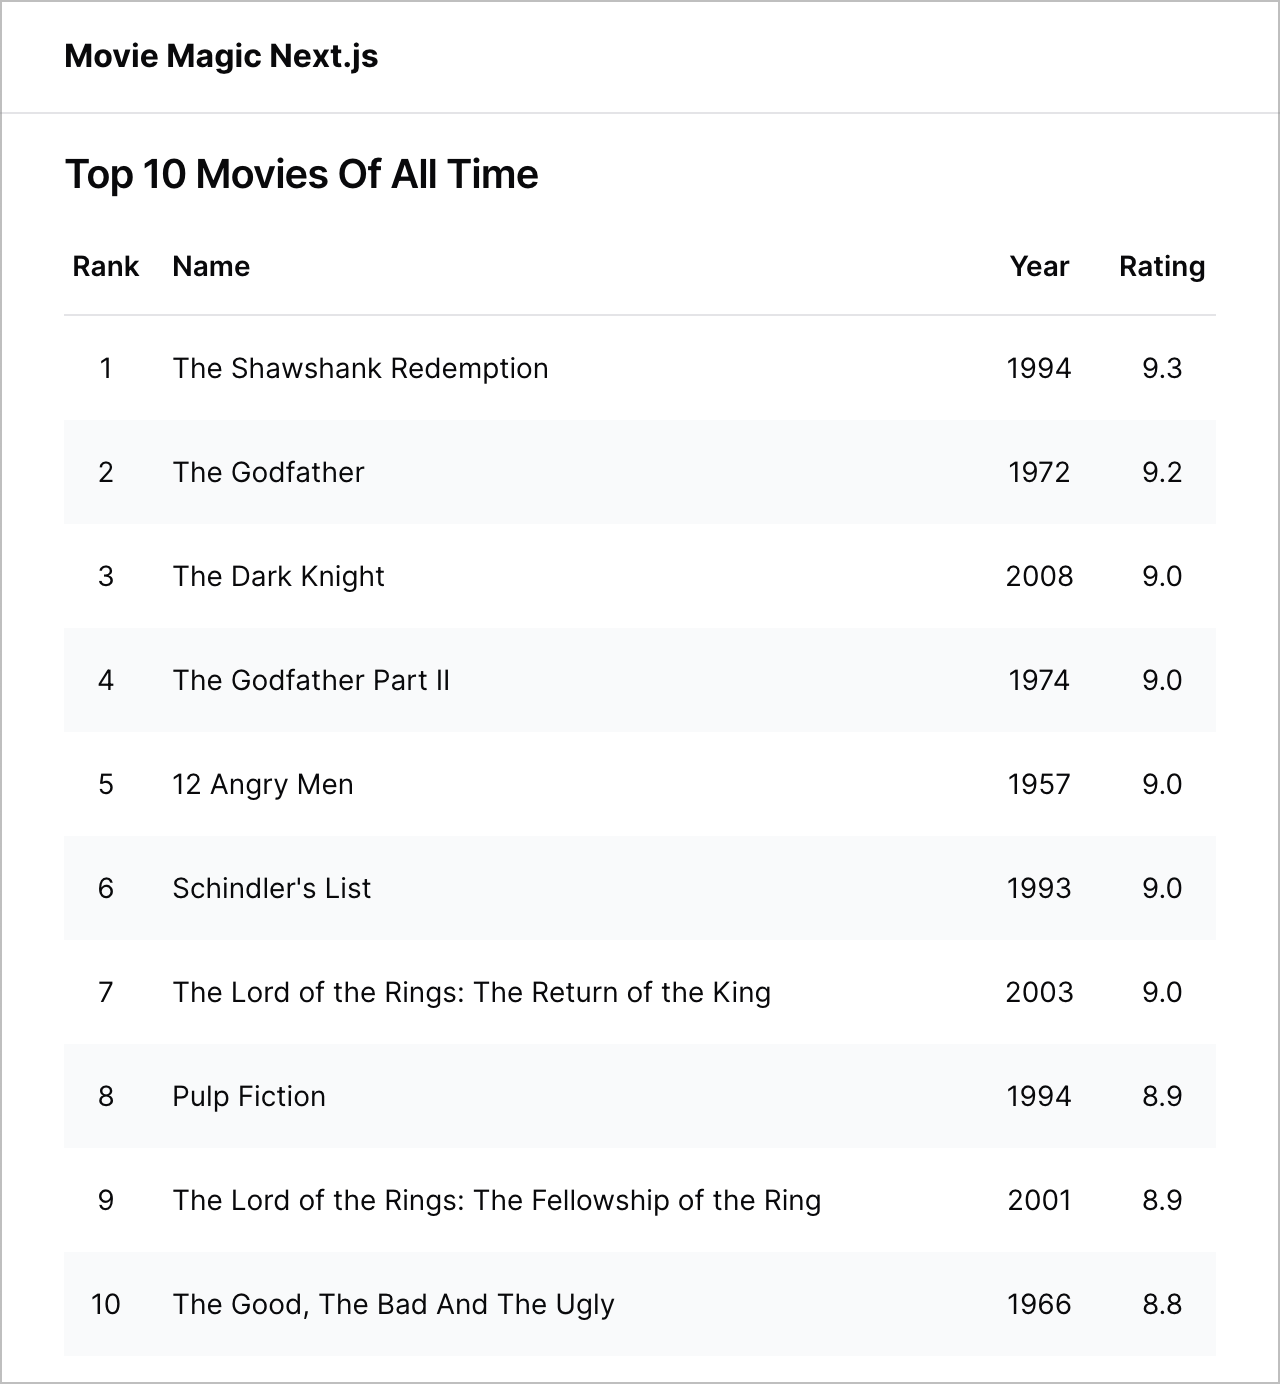 Movie Magic Next.js
Top 10 Movies Of All Time
Rank Name Year Rating
1 The Shawshank Redemption 1994 9.3
2 The Godfather 1972 9.2
3 The Dark Knight 2008 9.0
4 The Godfather Part II 1974 9.0
5 12 Angry Men 1957 9.0
6 Schindler's List 1993 9.0
7 The Lord of the Rings: The Return of the King 2003 9.0
8 Pulp Fiction 1994 8.9
9 The Lord of the Rings: The Fellowship of the Ring 2001 8.9
10 The Good, The Bad And The Ugly 1966 8.8